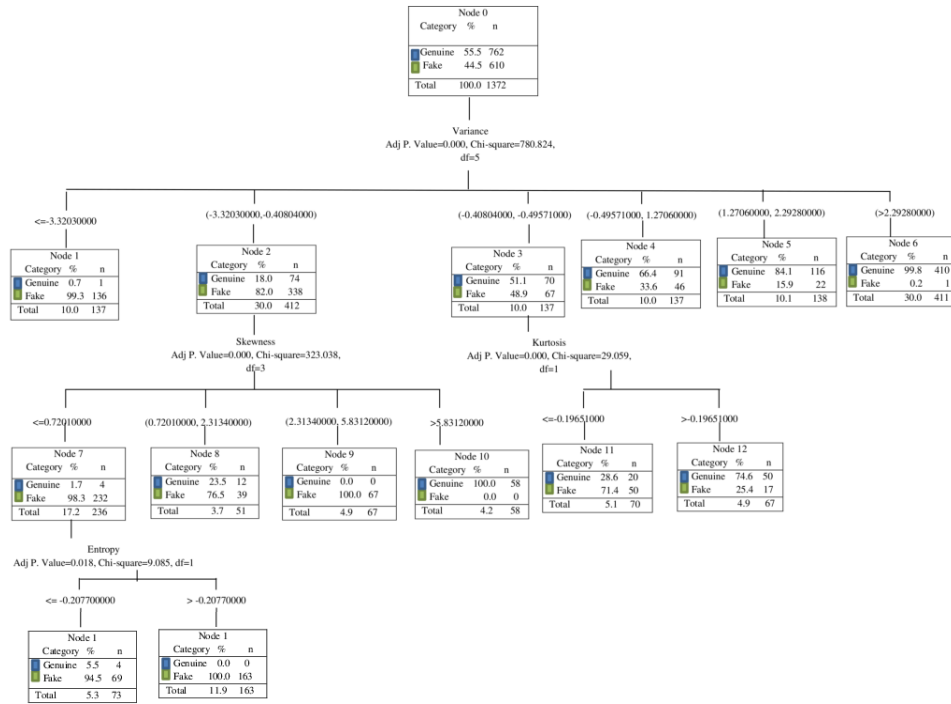 Node 0
Category % n
Genuine 55.5 762
Fake 44.5 610
Total 100.0 1372
Variance
Adj P. Value=0.000, Chi-square=780.824,
df=5
<=-3.32030000
(-3.32030000,-0.40804000)
(-0.40804000, -0.49571000)
(-0.49571000, 1.27060000)
(1.27060000, 2.29280000)
(>2.29280000)
Node 1
Category % n
Genuine 0.7 1
Fake 99.3 136
Total 10.0 137
Node 2
Category % n
Genuine 18.0 74
Fake 82.0 338
Total 30.0 412
Node 3
Category % n
Genuine 51.1 70
Fake 48.9 67
Total 10.0 137
Node 4
Category % n
Genuine 66.4 91
Fake 33.6 46
Total 10.0 137
Node 5
Category % n
Genuine 84.1 116
Fake 15.9 22
Total 10.1 138
Node 6
Category % n
Genuine 99.8 410
Fake 0.2 1
Total 30.0 411
Skewness
Adj P. Value=0.000, Chi-square=323.038,
df=3
Kurtosis
Adj P. Value=0.000, Chi-square=29.059,
df=1
<=0.72010000
(0.72010000, 2.31340000)
(2.31340000, 5.83120000)
>5.83120000
<=-0.19651000
>-0.19651000
Node 7
Category % n
Genuine 1.7 4
Fake 98.3 232
Total 17.2 236
Node 8
Category % n
Genuine 23.5 12
Fake 76.5 39
Total 3.7 51
Node 9
Category % n
Genuine 0.0 0
Fake 100.0 67
Total 4.9 67
Node 10
Category % n
Genuine 100.0 58
Fake 0.0 0
Total 4.2 58
Node 11
Category % n
Genuine 28.6 20
Fake 71.4 50
Total 5.1 70
Node 12
Category % n
Genuine 74.6 50
Fake 25.4 17
Total 4.9 67
Entropy
Adj P. Value=0.018, Chi-square=9.085, df=1
<= -0.207700000
> -0.20770000
Node 1
Category % n
Genuine 5.5 4
Fake 94.5 69
Total 5.3 73
Node 1
Category % n
Genuine 0.0 0
Fake 100.0 163
Total 11.9 163